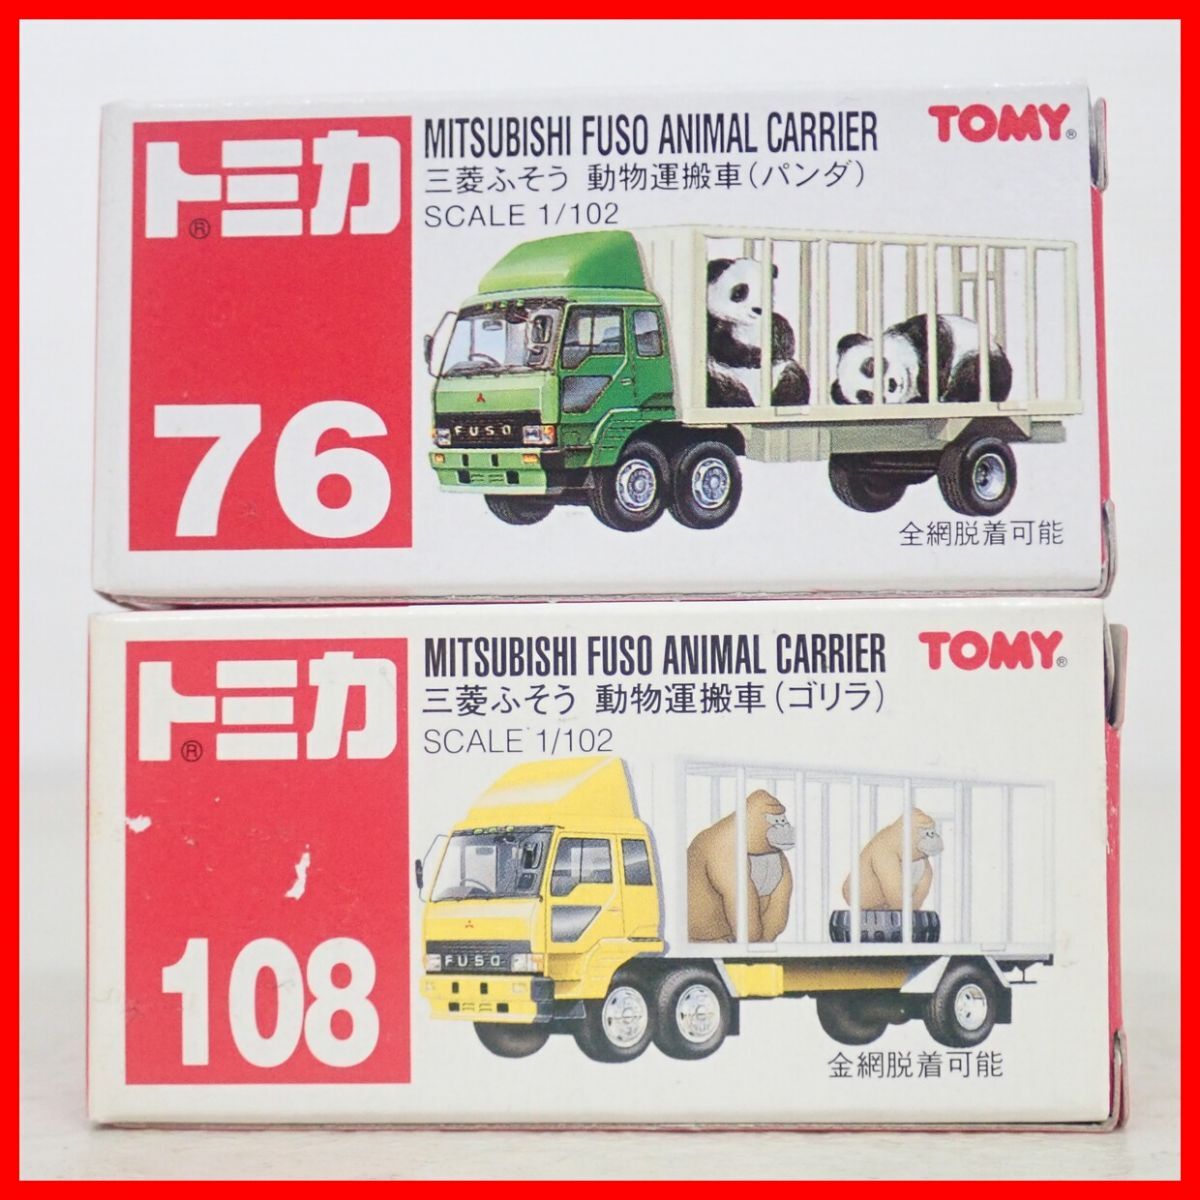 トミカ®
76
MITSUBISHI FUSO ANIMAL CARRIER
TOMY®
三菱ふそう 動物運搬車(パンダ)
SCALE 1/102
FUSO
全網脱着可能
トミカ®
108
MITSUBISHI FUSO ANIMAL CARRIER
TOMY®
三菱ふそう 動物運搬車(ゴリラ)
SCALE 1/102
FUSO
金網脱着可能